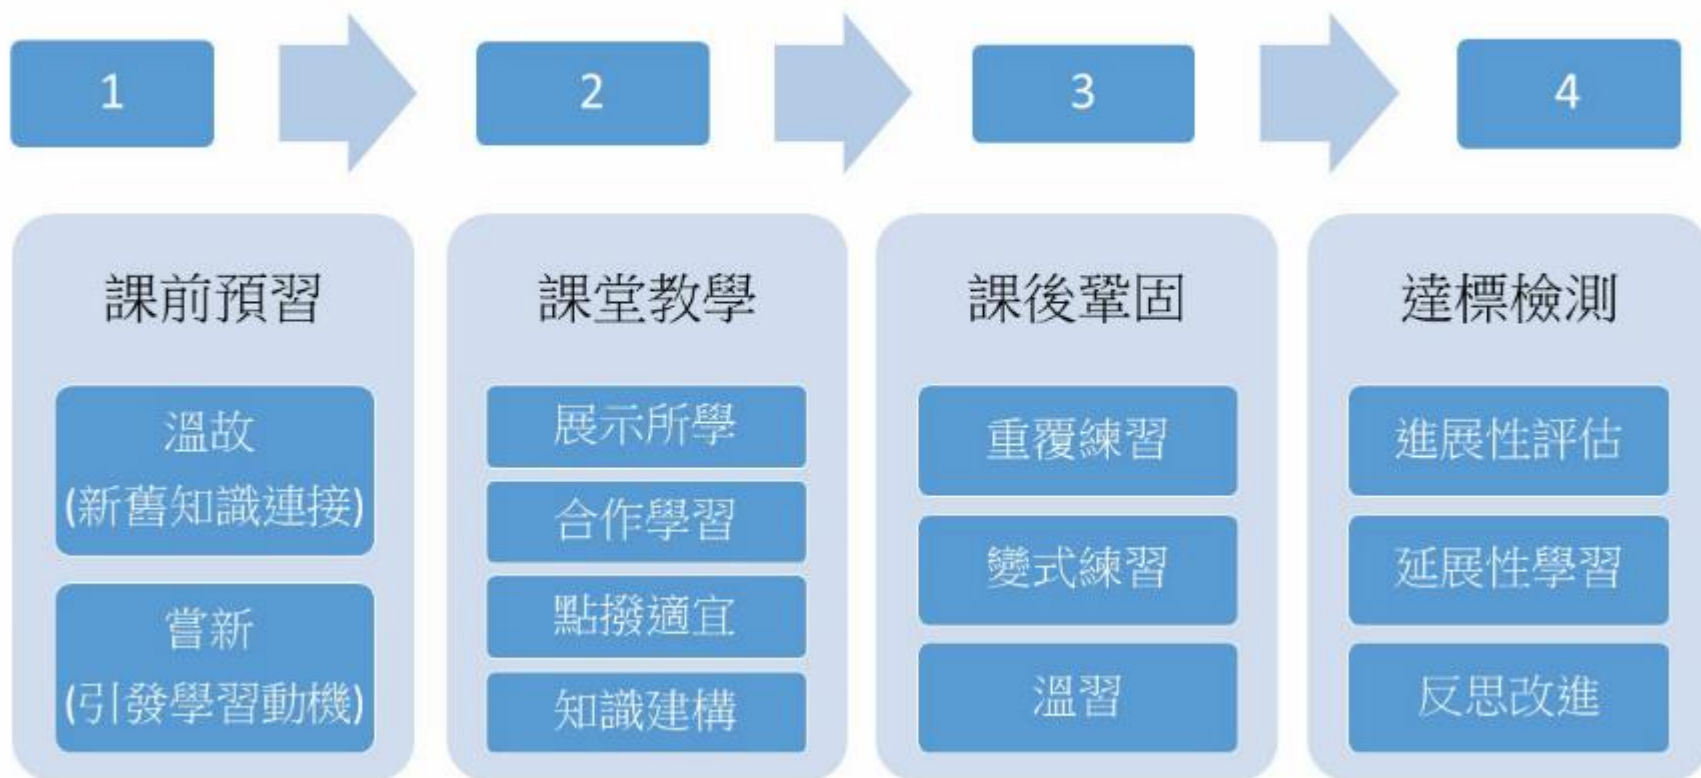 1
2
3
4
課前預習
溫故
(新舊知識連接)
嘗新
(引發學習動機)
課堂教學
展示所學
合作學習
點撥適宜
知識建構
課後鞏固
重覆練習
變式練習
溫習
達標檢測
進展性評估
延展性學習
反思改進